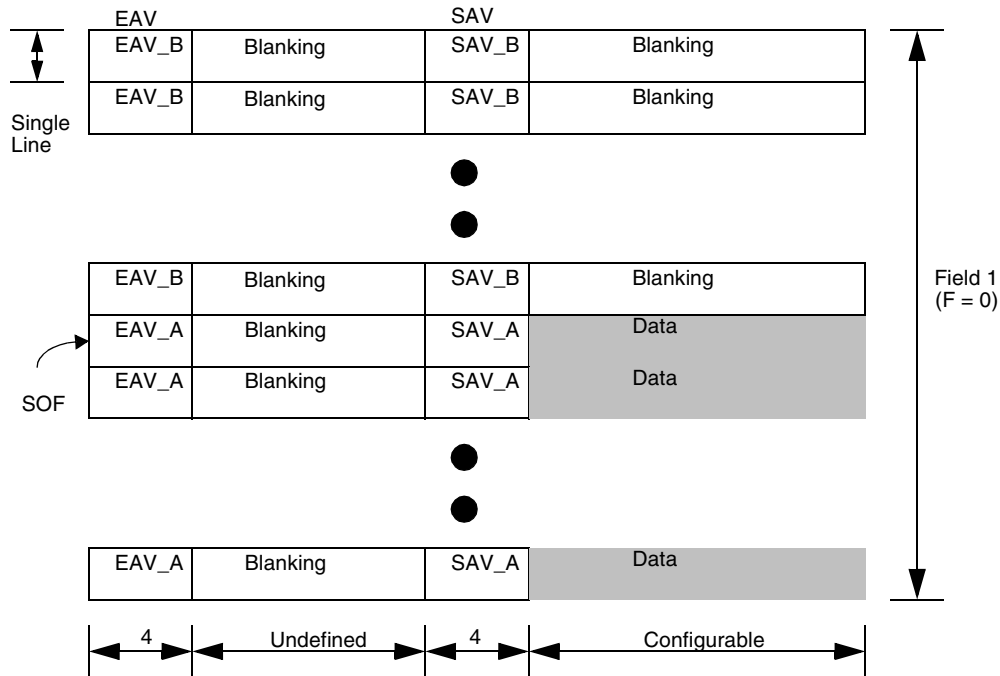 EAV SAV
EAV_B Blanking SAV_B Blanking
EAV_B Blanking SAV_B Blanking
Single
Line
EAV_B Blanking SAV_B Blanking
Field 1
(F = 0)
EAV_A Blanking SAV_A Data
EAV_A Blanking SAV_A Data
SOF
EAV_A Blanking SAV_A Data
4 Undefined 4 Configurable